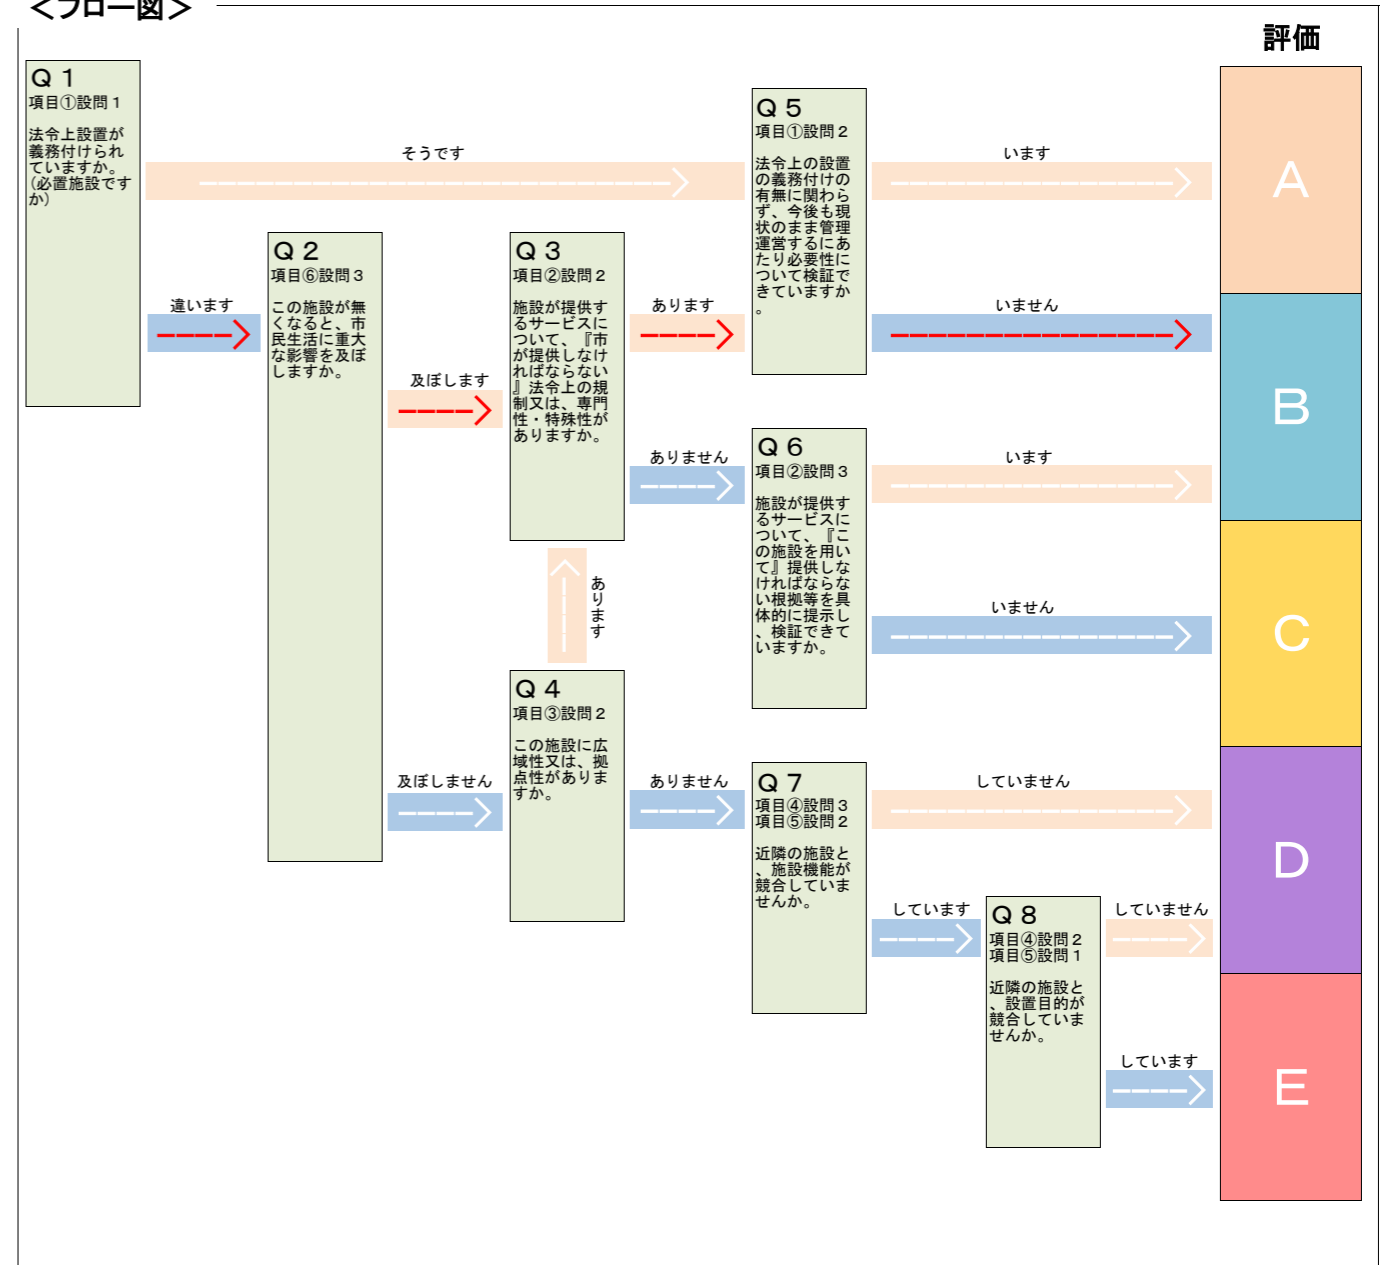 ＜フロー図＞
評価
Ｑ１
項目①設問１
法令上設置が
義務付けられ
ていますか。
(必置施設です
か)
そうです
違います
Ｑ２
項目⑥設問３
この施設が無
くなると、市
民生活に重大
な影響を及ぼ
しますか。
及ぼします
及ぼしません
Ｑ３
項目②設問２
施設が提供す
るサービスに
ついて、『市
が提供しなけ
ればならない
』法令上の規
制又は、専門
性・特殊性が
ありますか。
あります
ありません
あります
Ｑ４
項目③設問２
この施設に広
域性又は、拠
点性がありま
すか。
ありません
Ｑ５
項目①設問２
法令上の設置
の義務付けの
有無に関わら
ず、今後も現
状のまま管理
運営するにあ
たり必要性に
ついて検証で
きていますか
。
います
いません
Ｑ６
項目②設問３
施設が提供す
るサービスに
ついて、『こ
の施設を用い
て』提供しな
ければならな
い根拠等を具
体的に提示し
、検証できて
いますか。
います
いません
Ｑ７
項目④設問３
項目⑤設問２
近隣の施設と
、施設機能が
競合していま
せんか。
していません
しています
Ｑ８
項目④設問２
項目⑤設問１
近隣の施設と
、設置目的が
競合していま
せんか。
していません
しています
Ａ
Ｂ
Ｃ
Ｄ
Ｅ